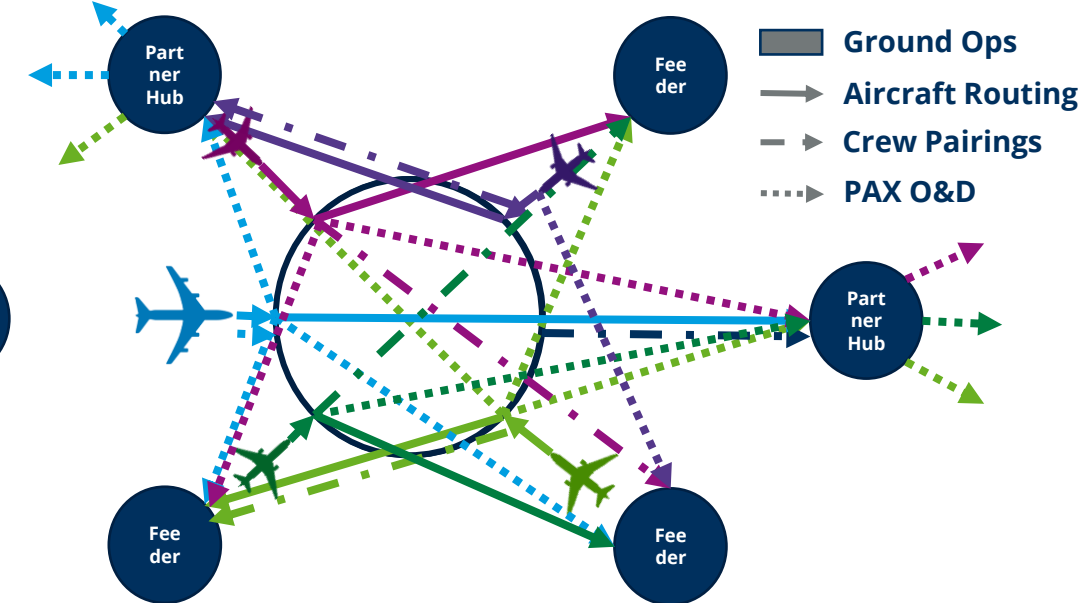 Part
ner
Hub
Fee
der
Ground Ops
Aircraft Routing
Crew Pairings
PAX O&D
Part
ner
Hub
Fee
der
Fee
der